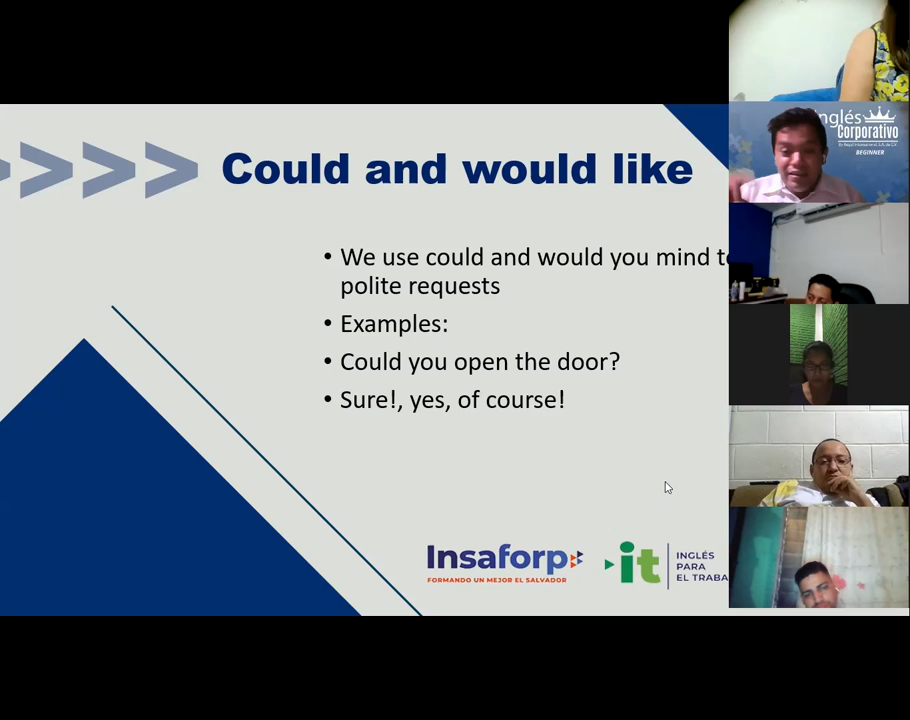 Could and would like
• We use could and would you mind
polite requests
• Examples:
• Could you open the door?
• Sure!, yes, of course!
Insaforp
FORMANDO UN MEJOR EL SALVADOR
it
INGLÉS
PARA
EL TRABA
Inglés
Corporativo
BEGINNER